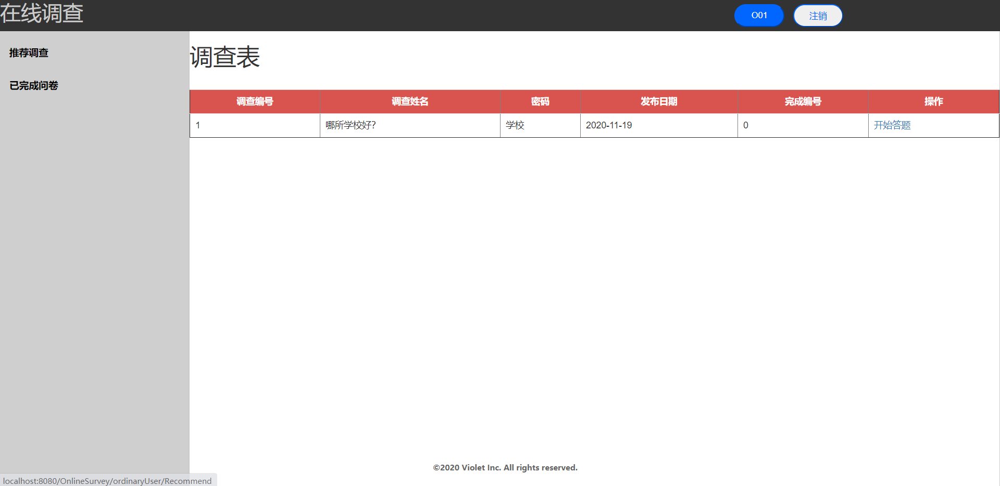 在线调查
O01
注销
推荐调查
已完成问卷
调查表
调查编号 调查姓名 密码 发布日期 完成编号 操作
1 哪所学校好? 学校 2020-11-19 0 开始答题
©2020 Violet Inc. All rights reserved.
localhost:8080/OnlineSurvey/ordinaryUser/Recommend